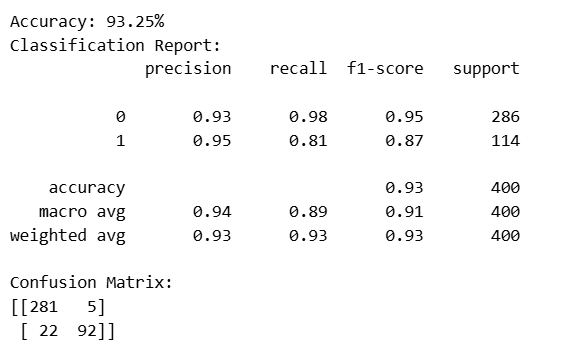 Accuracy: 93.25%
Classification Report:
              precision    recall  f1-score   support

           0       0.93      0.98      0.95       286
           1       0.95      0.81      0.87       114

    accuracy                           0.93       400
   macro avg       0.94      0.89      0.91       400
weighted avg       0.93      0.93      0.93       400

Confusion Matrix:
[[281   5]
 [ 22  92]]